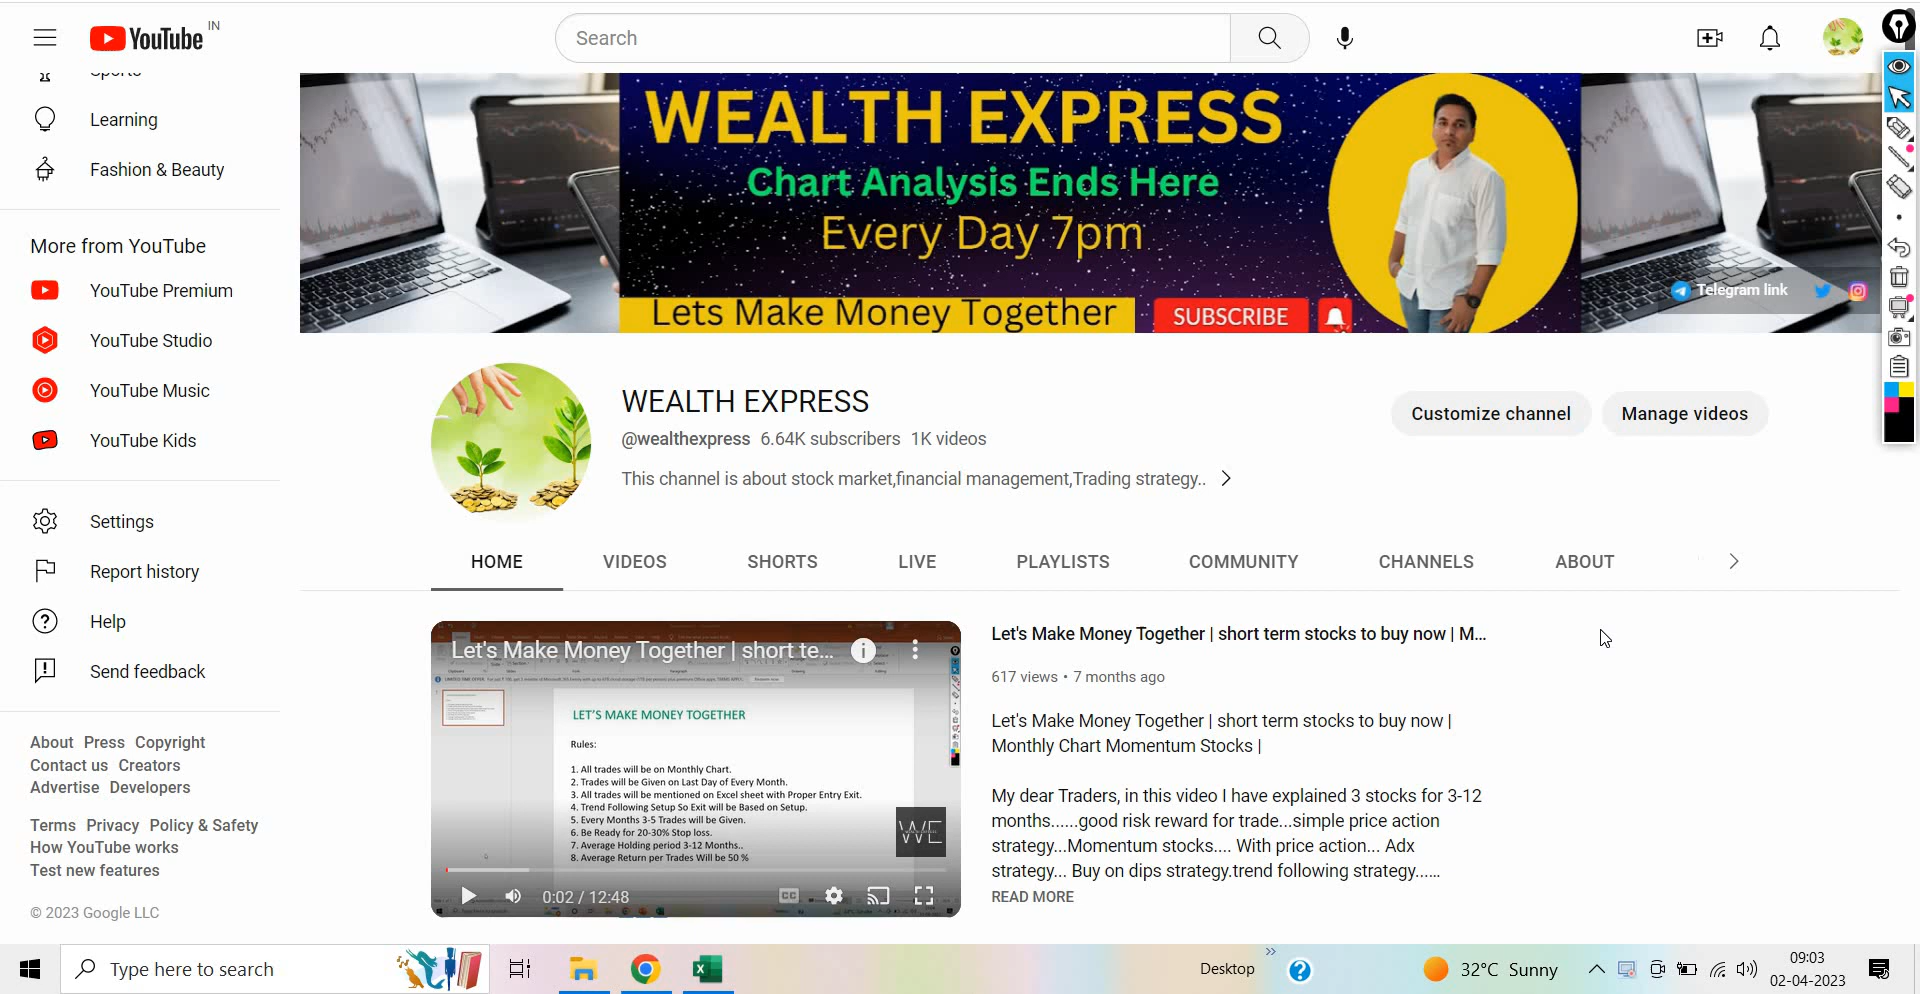 YouTube IN
Search
Sports
Learning
Fashion & Beauty
More from YouTube
YouTube Premium
YouTube Studio
YouTube Music
YouTube Kids
Settings
Report history
Help
Send feedback
About Press Copyright
Contact us Creators
Advertise Developers
Terms Privacy Policy & Safety
How YouTube works
Test new features
© 2023 Google LLC
WEALTH EXPRESS
Chart Analysis Ends Here
Every Day 7pm
Lets Make Money Together
SUBSCRIBE
Telegram link
WEALTH EXPRESS
Customize channel
Manage videos
@wealthexpress 6.64K subscribers 1K videos
This channel is about stock market,financial management,Trading strategy..
HOME
VIDEOS
SHORTS
LIVE
PLAYLISTS
COMMUNITY
CHANNELS
ABOUT
Let's Make Money Together | short te...
LET'S MAKE MONEY TOGETHER
Rules:
1. All trades will be on Monthly Chart.
2. Trades will be Given on Last Day of Every Month.
3. All trades will be mentioned on Excel sheet with Proper Entry Exit.
4. Trend Following Setup So Exit will be Based on Setup.
5. Every Months 3-5 Trades will be Given.
6. Be Ready for 20-30% Stop loss.
7. Average Holding period 3-12 Months..
8. Average Return per Trades Will be 50 %
WE
0:02 / 12:48
CC
Let's Make Money Together | short term stocks to buy now | M...
617 views • 7 months ago
Let's Make Money Together | short term stocks to buy now |
Monthly Chart Momentum Stocks |
My dear Traders, in this video I have explained 3 stocks for 3-12
months......good risk reward for trade...simple price action
strategy...Momentum stocks.... With price action... Adx
strategy... Buy on dips strategy.trend following strategy......
READ MORE
Type here to search
Desktop
32°C Sunny
09:03
02-04-2023